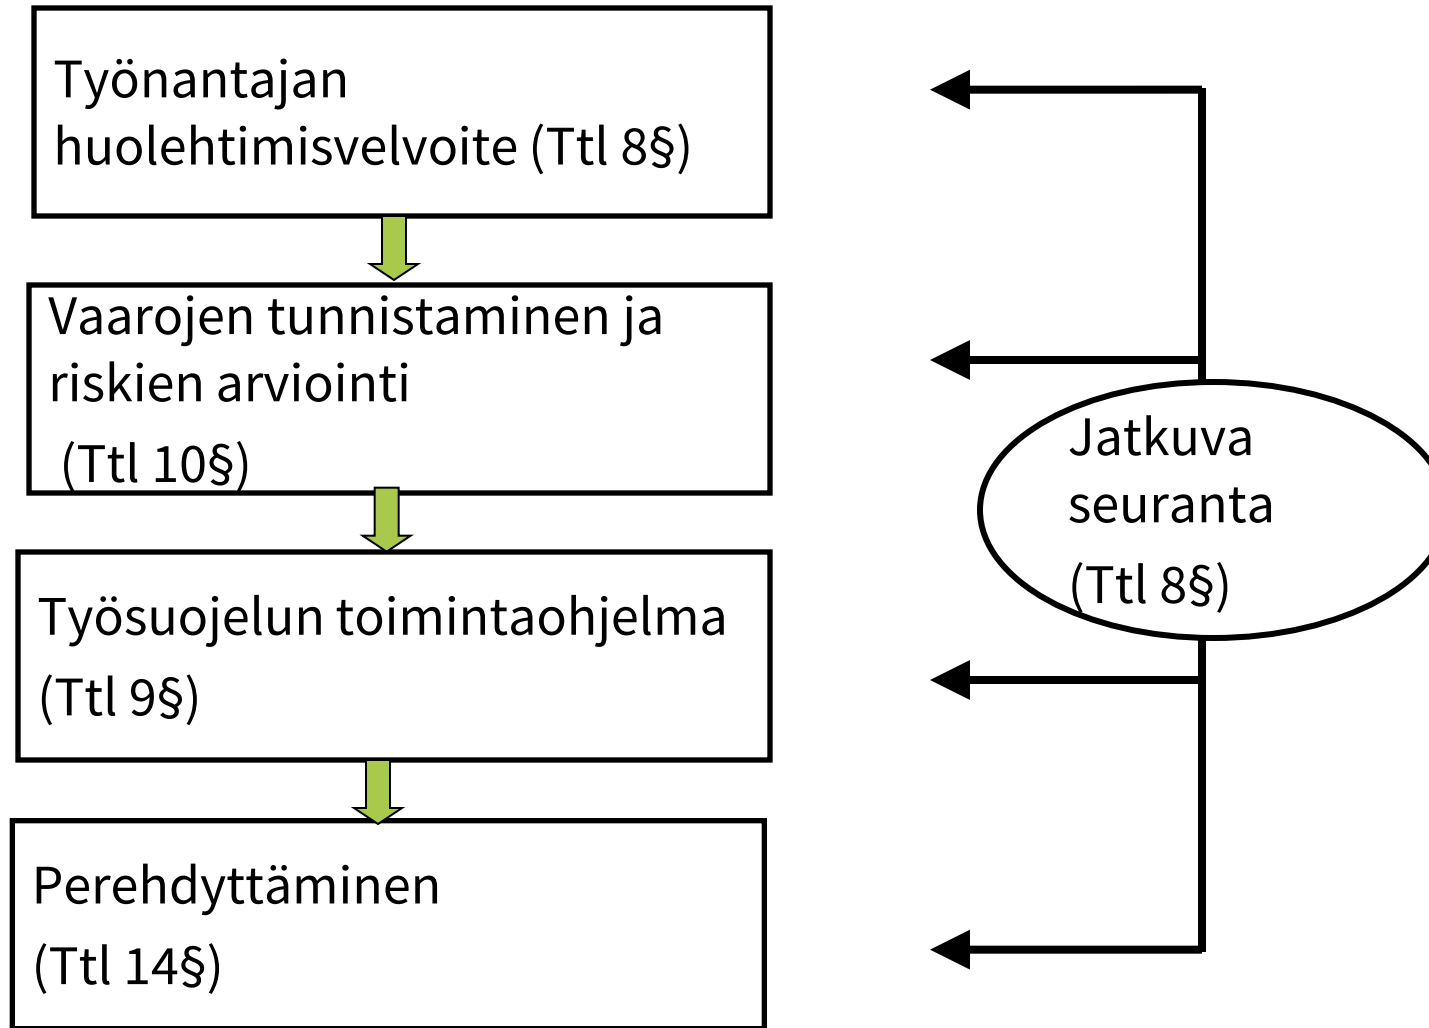 Työnantajan
huolehtimisvelvoite (Ttl 8§)
Vaarojen tunnistaminen ja
riskien arviointi
(Ttl 10§)
Työsuojelun toimintaohjelma
(Ttl 9§)
Perehdyttäminen
(Ttl 14§)
Jatkuva
seuranta
(Ttl 8§)